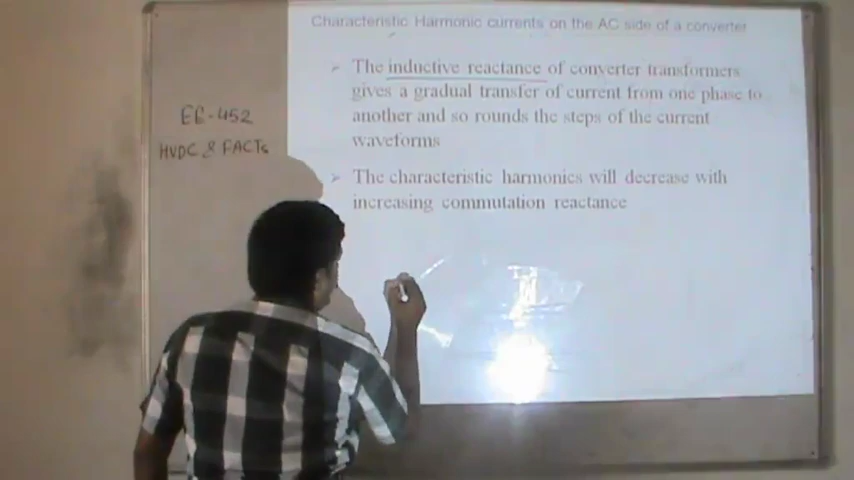 Characteristic Harmonic currents on the AC side of a converter
EE-452
HVDC & FACTs
The inductive reactance of converter transformers
gives a gradual transfer of current from one phase to
another and so rounds the steps of the current
waveforms
The characteristic harmonics will decrease with
increasing commutation reactance